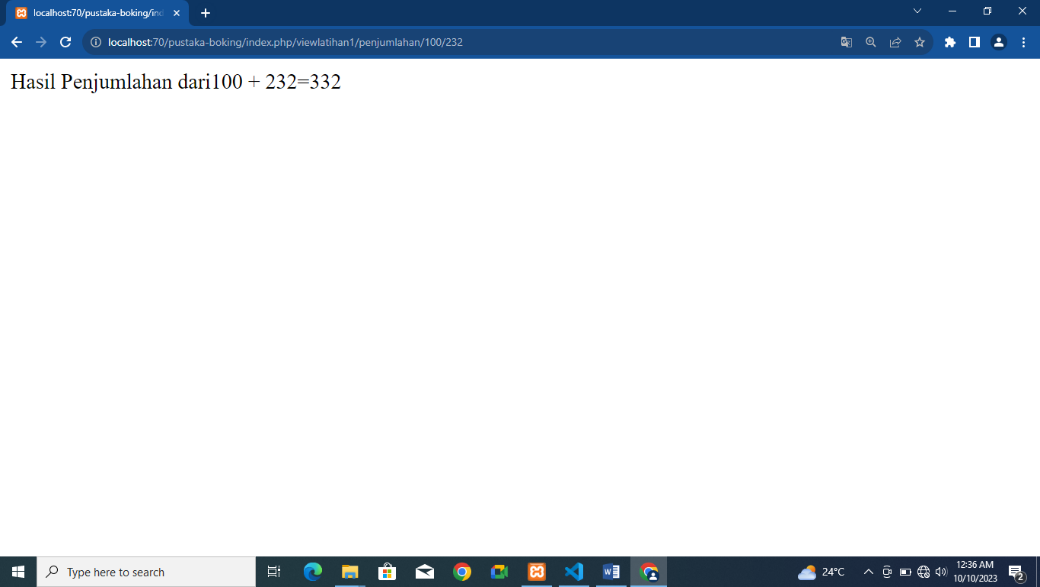 localhost:70/pustaka-boking/ind
localhost:70/pustaka-boking/index.php/viewlatihan1/penjumlahan/100/232
Hasil Penjumlahan dari100 + 232=332
Type here to search
24°C
12:36 AM
10/10/2023
2